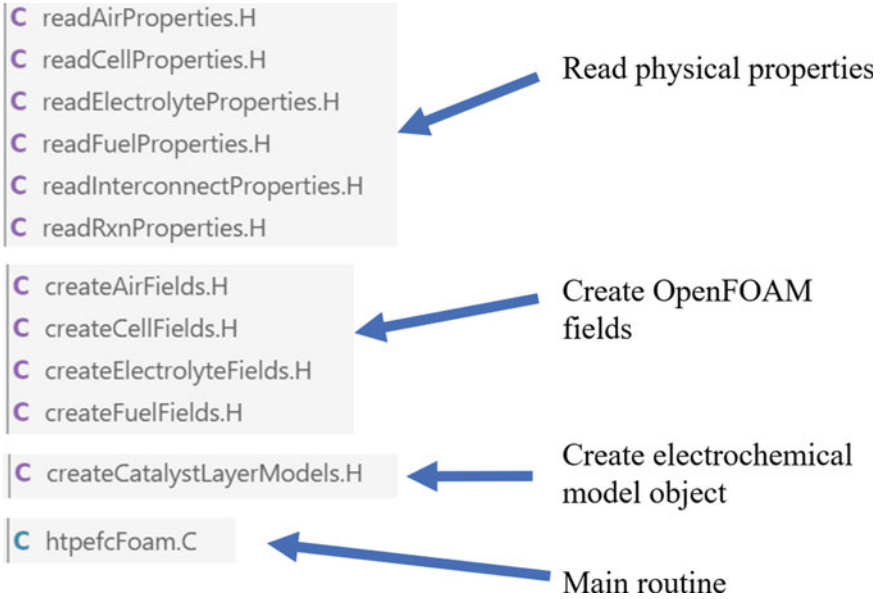 C readAirProperties.H
C readCellProperties.H
C readElectrolyteProperties.H
C readFuelProperties.H
C readInterconnectProperties.H
C readRxnProperties.H
Read physical properties
C createAirFields.H
C createCellFields.H
C createElectrolyteFields.H
C createFuelFields.H
Create OpenFOAM
fields
C createCatalystLayerModels.H
Create electrochemical
model object
C htpefcFoam.C
Main routine